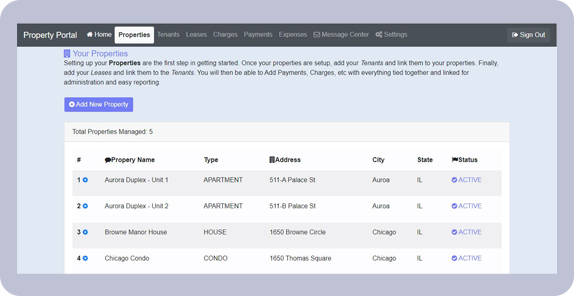 Property Portal Home Properties Tenants Leases Charges Payments Expenses Message Center Settings Sign Out
Your Properties
Setting up your Properties are the first step in getting started. Once your properties are setup, add your Tenants and link them to your properties. Finally,
add your Leases and link them to the Tenants. You will then be able to Add Payments, Charges, etc with everything tied together and linked for
administration and easy reporting.
Add New Property
Total Properties Managed: 5
# Propery Name Type Address City State Status
1 Aurora Duplex - Unit 1 APARTMENT 511-A Palace St Auroa IL ACTIVE
2 Aurora Duplex - Unit 2 APARTMENT 511-B Palace St Auroa IL ACTIVE
3 Browne Manor House HOUSE 1650 Browne Circle Chicago IL ACTIVE
4 Chicago Condo CONDO 1650 Thomas Square Chicago IL ACTIVE